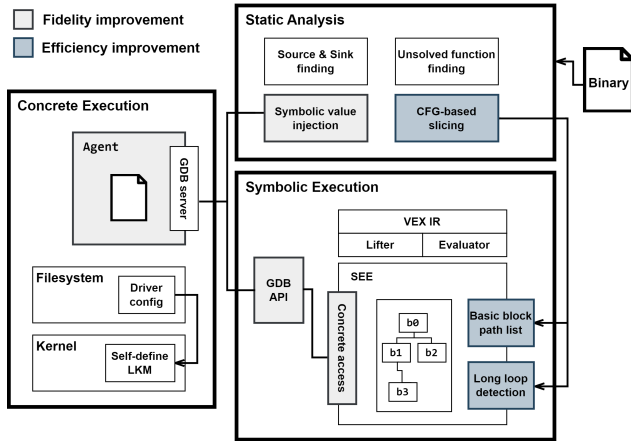 Fidelity improvement
Efficiency improvement
Concrete Execution
Agent
GDB server
Filesystem
Driver
config
Kernel
Self-define
LKM
Static Analysis
Source & Sink
finding
Unsolved function
finding
Symbolic value
injection
CFG-based
slicing
Binary
Symbolic Execution
VEX IR
Lifter
Evaluator
SEE
GDB
API
Concrete access
b0
b1
b2
b3
Basic block
path list
Long loop
detection